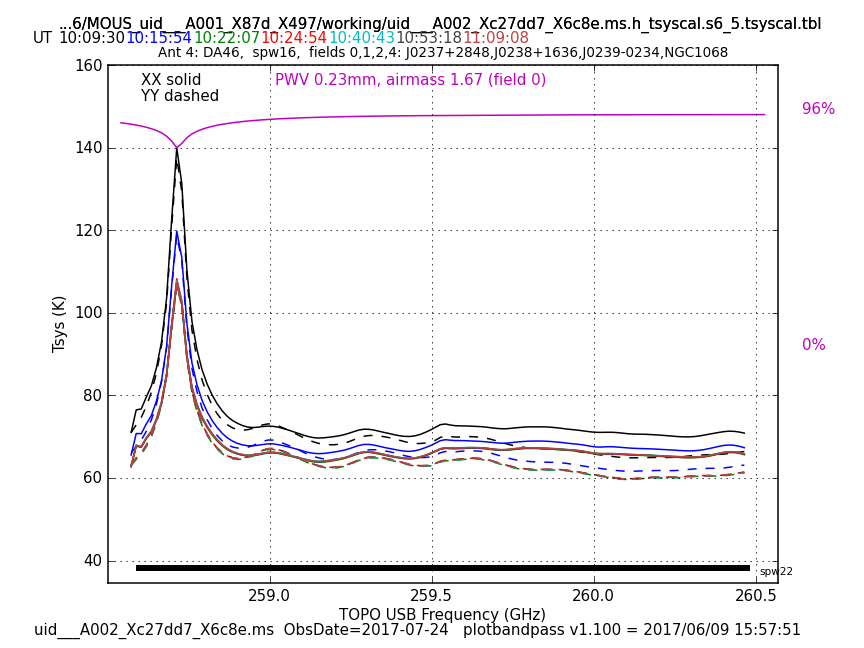 ...6/MOUS_uid___A001_X87d_X497/working/uid___A002_Xc27dd7_X6c8e.ms.h_tsyscal.s6_5.tsyscal.tbl
UT 10:09:30 10:15:54 10:22:07 10:24:54 10:40:43 10:53:18 11:09:08
Ant 4: DA46, spw16, fields 0,1,2,4: J0237+2848,J0238+1636,J0239-0234,NGC1068
XX solid
YY dashed
PWV 0.23mm, airmass 1.67 (field 0)
96%
0%
160
140
120
100
80
60
40
Tsys (K)
spw22
259.0 259.5 260.0 260.5
TOPO USB Frequency (GHz)
uid___A002_Xc27dd7_X6c8e.ms ObsDate=2017-07-24 plotbandpass v1.100 = 2017/06/09 15:57:51